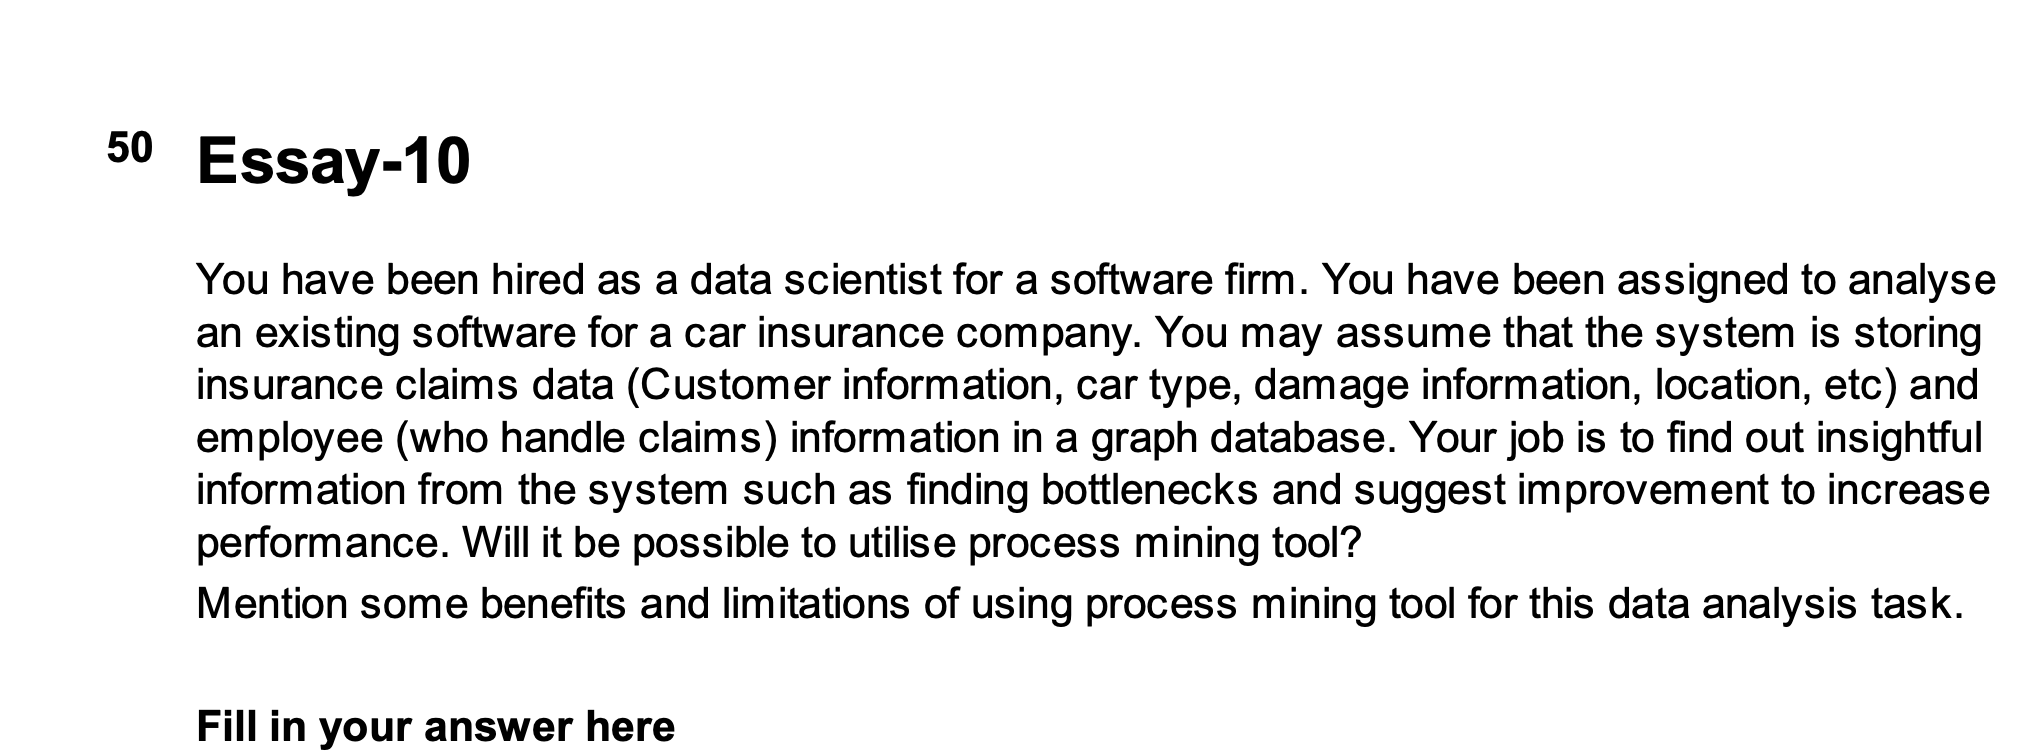 50 Essay-10
You have been hired as a data scientist for a software firm. You have been assigned to analyse
an existing software for a car insurance company. You may assume that the system is storing
insurance claims data (Customer information, car type, damage information, location, etc) and
employee (who handle claims) information in a graph database. Your job is to find out insightful
information from the system such as finding bottlenecks and suggest improvement to increase
performance. Will it be possible to utilise process mining tool?
Mention some benefits and limitations of using process mining tool for this data analysis task.
Fill in your answer here